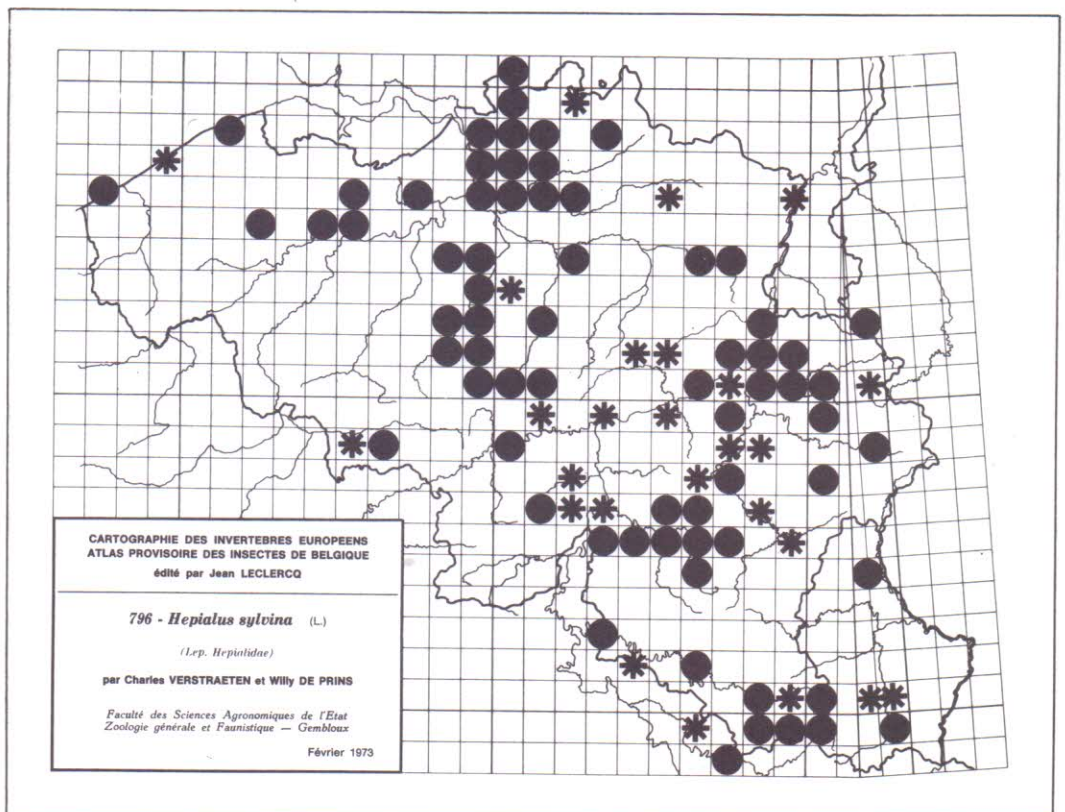 CARTOGRAPHIE DES INVERTEBRES EUROPEENS
ATLAS PROVISOIRE DES INSECTES DE BELGIQUE
édité par Jean LECLERCQ
796 - Hepialus sylvina (L.)
(Lep. Hepialidae)
par Charles VERSTRAETEN et Willy DE PRINS
Faculté des Sciences Agronomiques de l'Etat
Zoologie générale et Faunistique — Gembloux
Février 1973